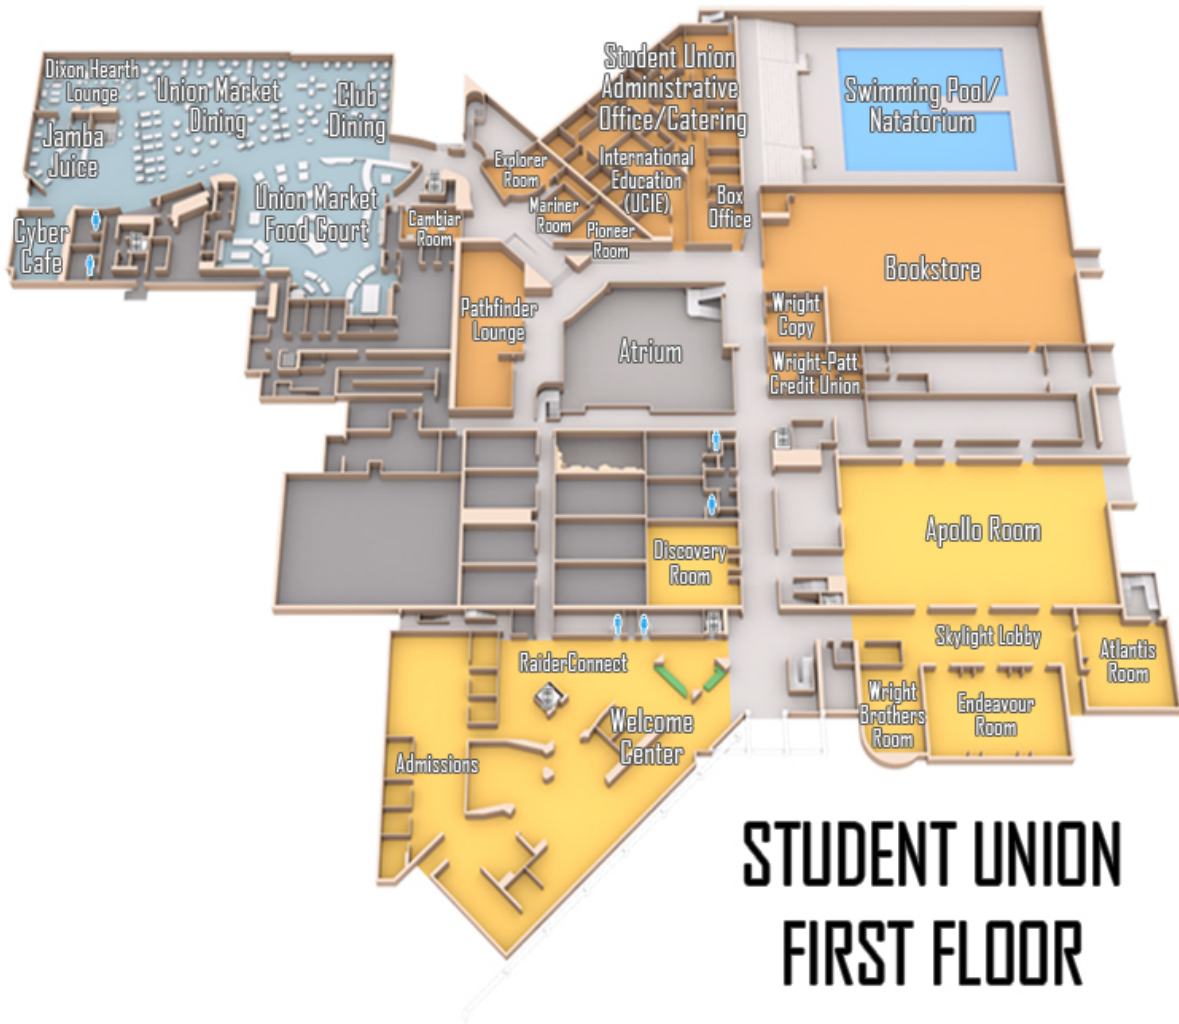 Dixon Hearth
Lounge
Union Market
Dining
Club
Dining
Jamba
Juice
Union Market
Food Court
Cyber
Cafe
Cambiar
Room
Explorer
Room
Mariner
Room
Pioneer
Room
Student Union
Administrative
Office/Catering
International
Education
(UCIE)
Box
Office
Swimming Pool/
Natatorium
Bookstore
Wright
Copy
Wright-Patt
Credit Union
Pathfinder
Lounge
Atrium
Discovery
Room
Apollo Room
Skylight Lobby
Atlantis
Room
Wright
Brothers
Room
Endeavour
Room
RaiderConnect
Welcome
Center
Admissions
STUDENT UNION
FIRST FLOOR